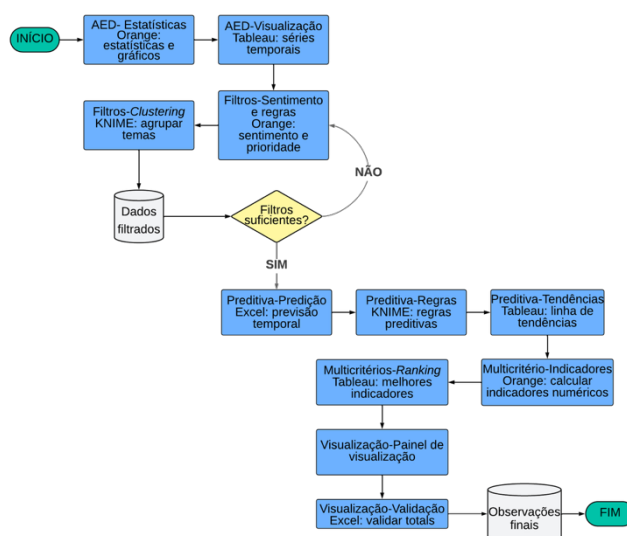 INÍCIO
AED- Estatísticas
Orange:
estatísticas e
gráficos
AED-Visualização
Tableau: séries
temporais
Filtros-Clustering
KNIME: agrupar
temas
Filtros-Sentimento
e regras
Orange:
sentimento e
prioridade
NÃO
Dados
filtrados
Filtros
suficientes?
SIM
Preditiva-Predição
Excel: previsão
temporal
Preditiva-Regras
KNIME: regras
preditivas
Preditiva-Tendências
Tableau: linha de
tendências
Multicritérios-Ranking
Tableau: melhores
indicadores
Multicritério-Indicadores
Orange: calcular
indicadores numéricos
Visualização-Painel de
visualização
Visualização-Validação
Excel: validar totals
Observações
finais
FIM